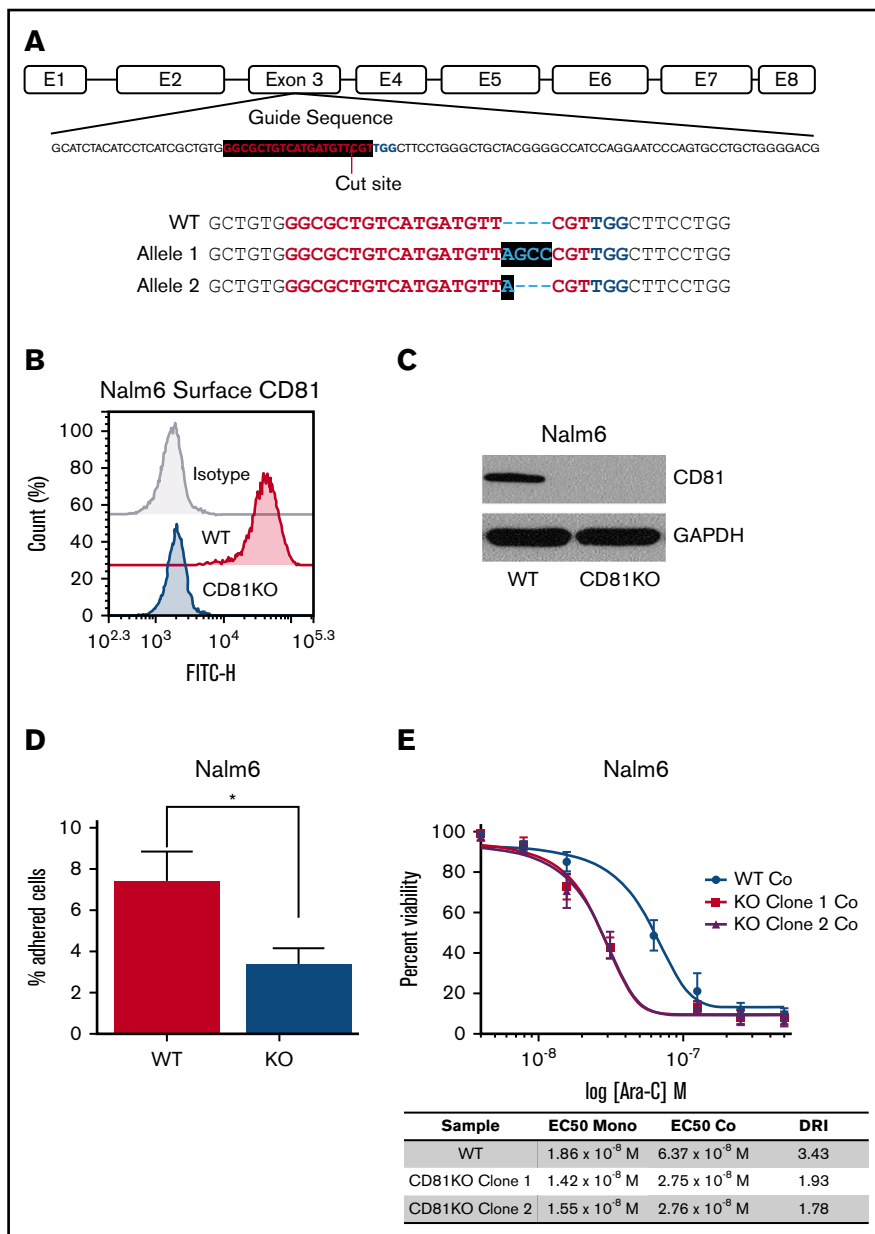 A
E1 E2 Exon 3 E4 E5 E6 E7 E8
Guide Sequence
GCATCTACATCCTCATCGCTGTGGGCGCTGTCATGATGTTCGTTGGCTTCCTGGGCTGCTACGGGGCCATCCAGGAATCCCAGTGCCTGCTGGGGACG
Cut site
WT GCTGTGGGCGCTGTCATGATGTT----CGTTGGCTTCCTGG
Allele 1 GCTGTGGGCGCTGTCATGATGTTAGCCCGTTGGCTTCCTGG
Allele 2 GCTGTGGGCGCTGTCATGATGTTA---CGTTGGCTTCCTGG
B
Nalm6 Surface CD81
Count (%)
100
80
60
40
20
0
Isotype
WT
CD81KO
10^2.3 10^3 10^4 10^5.3
FITC-H
C
Nalm6
CD81
GAPDH
WT CD81KO
D
Nalm6
*
% adhered cells
10
8
6
4
2
0
WT KO
E
Nalm6
Percent viability
100
80
60
40
20
0
WT Co
KO Clone 1 Co
KO Clone 2 Co
10^-8 10^-7
log [Ara-C] M
Sample EC50 Mono EC50 Co DRI
WT 1.86 x 10^-8 M 6.37 x 10^-8 M 3.43
CD81KO Clone 1 1.42 x 10^-8 M 2.75 x 10^-8 M 1.93
CD81KO Clone 2 1.55 x 10^-8 M 2.76 x 10^-8 M 1.78